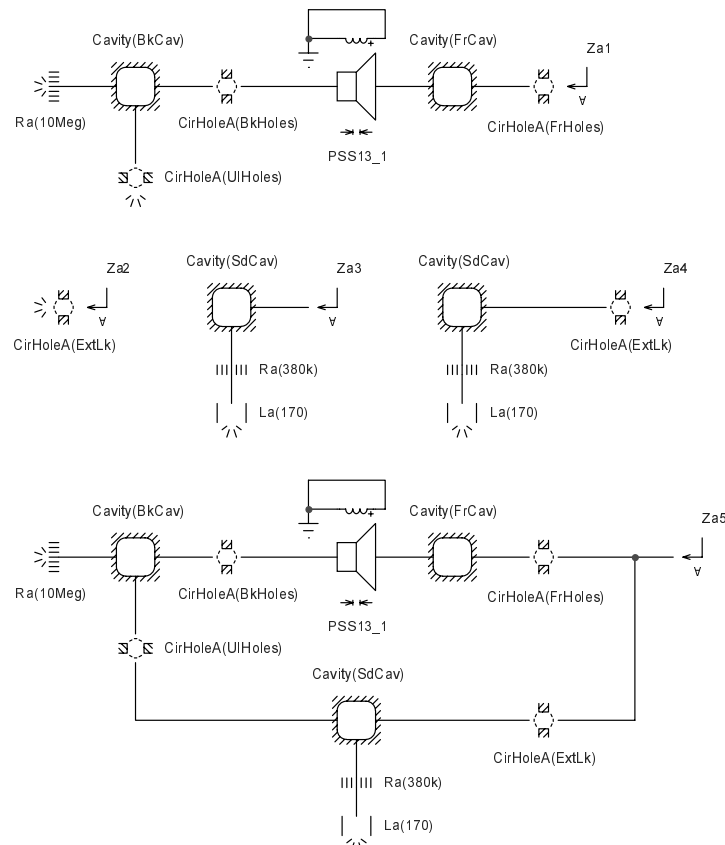 Cavity(BkCav)
Cavity(FrCav)
Za1
+
∀
Ra(10Meg)
CirHoleA(BkHoles)
CirHoleA(FrHoles)
PSS13_1
CirHoleA(UlHoles)
Cavity(SdCav)
Cavity(SdCav)
Za2
Za3
Za4
∀
∀
∀
CirHoleA(ExtLk)
CirHoleA(ExtLk)
Ra(380k)
Ra(380k)
La(170)
La(170)
Cavity(BkCav)
Cavity(FrCav)
Za5
+
∀
Ra(10Meg)
CirHoleA(BkHoles)
CirHoleA(FrHoles)
PSS13_1
CirHoleA(UlHoles)
Cavity(SdCav)
CirHoleA(ExtLk)
Ra(380k)
La(170)